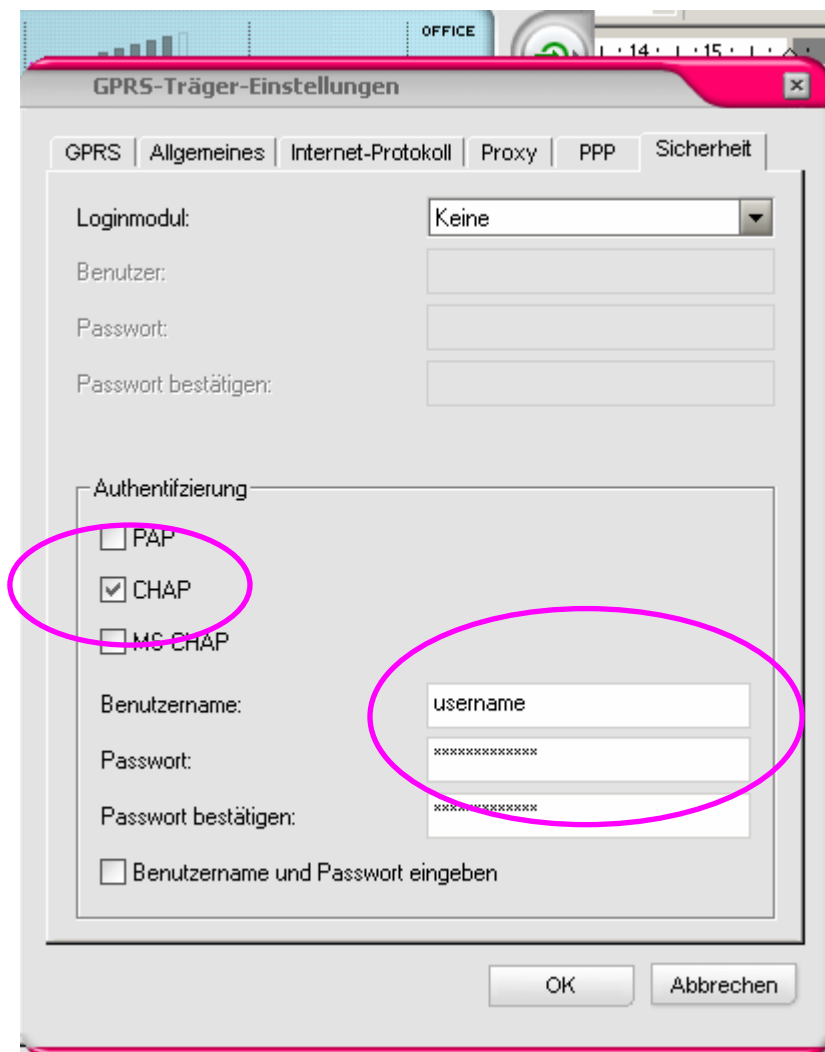 OFFICE
14 15
GPRS-Träger-Einstellungen
GPRS Allgemeines Internet-Protokoll Proxy PPP Sicherheit
Loginmodul: Keine
Benutzer:
Passwort:
Passwort bestätigen:
Authentifzierung
PAP
CHAP
MS-CHAP
Benutzername: username
Passwort: *************
Passwort bestätigen: *************
Benutzername und Passwort eingeben
OK Abbrechen